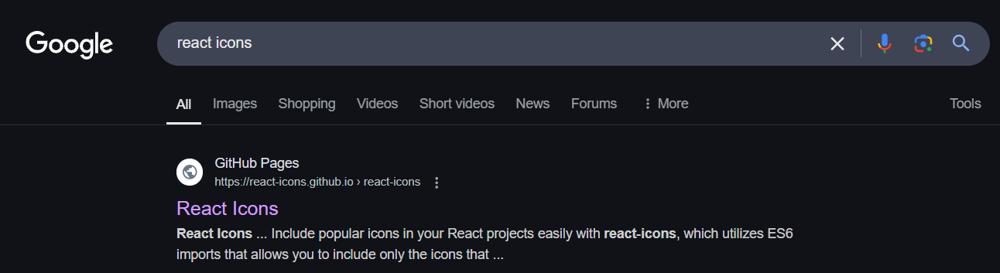 Google
react icons
All Images Shopping Videos Short videos News Forums More Tools
GitHub Pages
https://react-icons.github.io › react-icons
React Icons
React Icons ... Include popular icons in your React projects easily with react-icons, which utilizes ES6
imports that allows you to include only the icons that ...